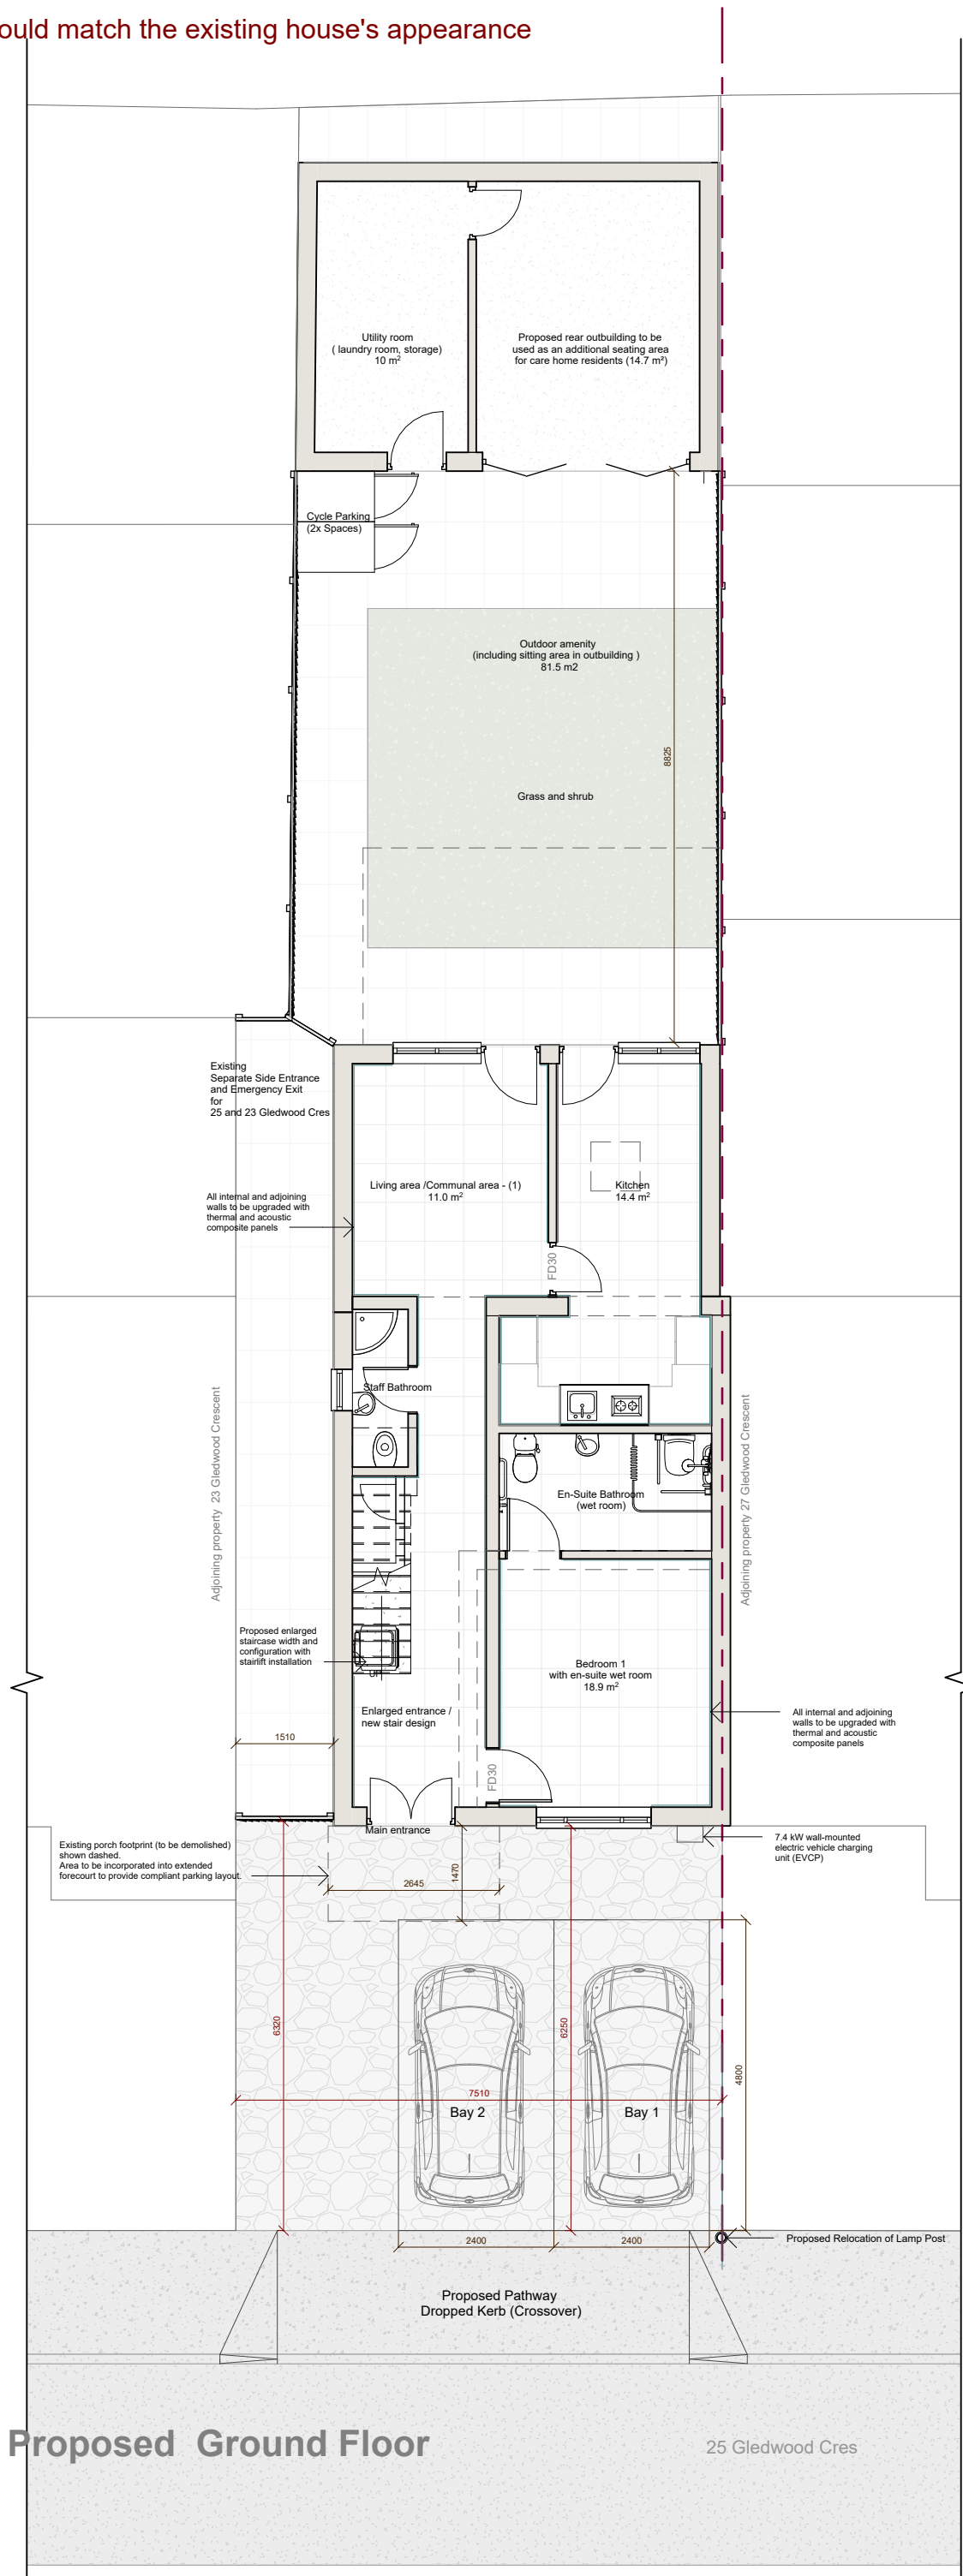 ould match the existing house's appearance
Utility room
( laundry room, storage)
10 m²
Proposed rear outbuilding to be
used as an additional seating area
for care home residents (14.7 m²)
Cycle Parking
(2x Spaces)
Outdoor amenity
(including sitting area in outbuilding )
81.5 m2
8825
Grass and shrub
Existing
Separate Side Entrance
and Emergency Exit
for
25 and 23 Gledwood Cres
Living area /Communal area - (1)
11.0 m²
Kitchen
14.4 m²
All internal and adjoining
walls to be upgraded with
thermal and acoustic
composite panels
FD30
Staff Bathroom
Adjoining property 23 Gledwood Crescent
Adjoining property 27 Gledwood Crescent
En-Suite Bathroom
(wet room)
Proposed enlarged
staircase width and
configuration with
stairlift installation
UP
Bedroom 1
with en-suite wet room
18.9 m²
Enlarged entrance /
new stair design
All internal and adjoining
walls to be upgraded with
thermal and acoustic
composite panels
1510
FD30
Main entrance
Existing porch footprint (to be demolished)
shown dashed.
Area to be incorporated into extended
forecourt to provide compliant parking layout.
7.4 kW wall-mounted
electric vehicle charging
unit (EVCP)
1470
2645
6320
6250
4800
7510
Bay 2
Bay 1
2400
2400
Proposed Relocation of Lamp Post
Proposed Pathway
Dropped Kerb (Crossover)
Proposed Ground Floor
25 Gledwood Cres